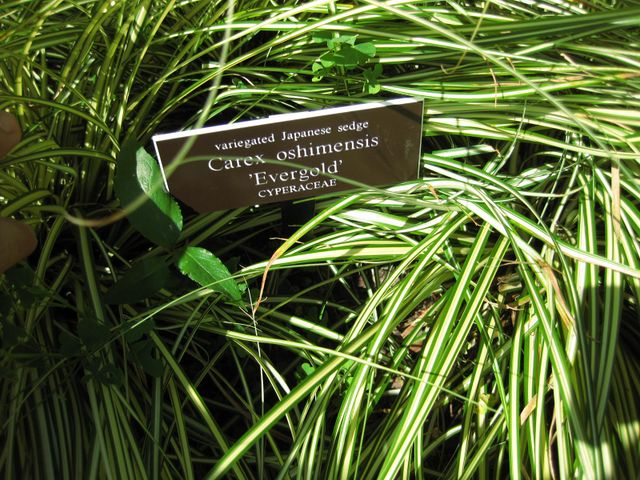 variegated Japanese sedge
Carex oshimensis
'Evergold'
CYPERACEAE